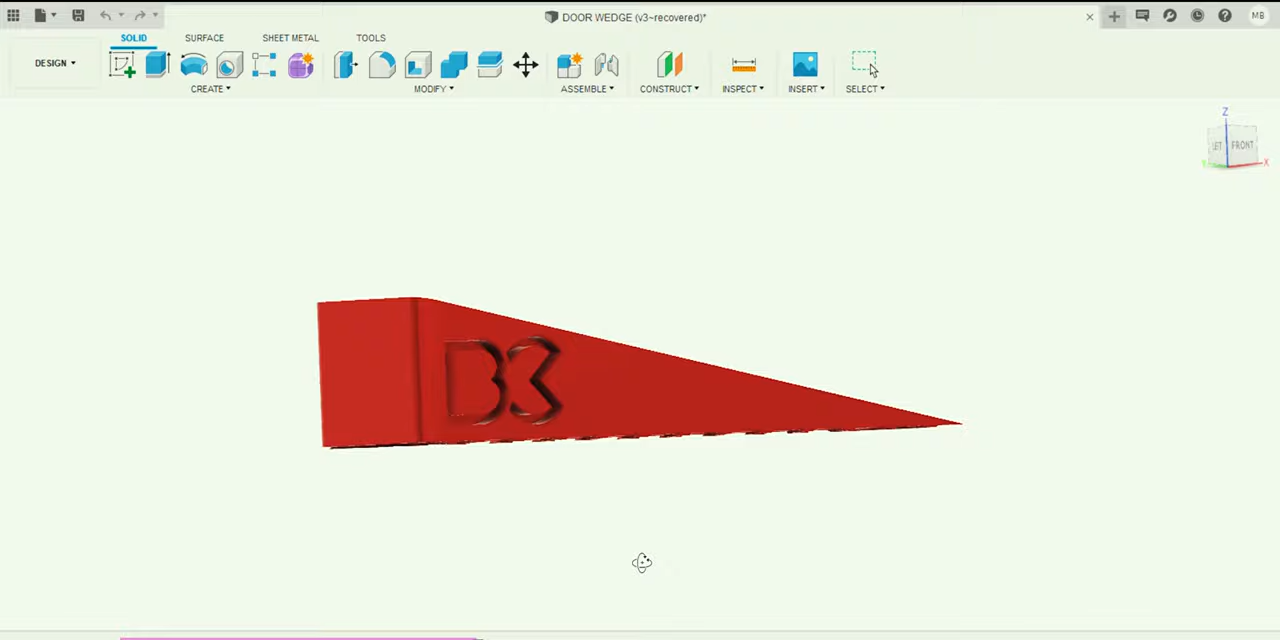 DOOR WEDGE (v3~recovered)*
MB
SOLID SURFACE SHEET METAL TOOLS
DESIGN
CREATE MODIFY ASSEMBLE CONSTRUCT INSPECT INSERT SELECT
Z
LEFT FRONT
Y X